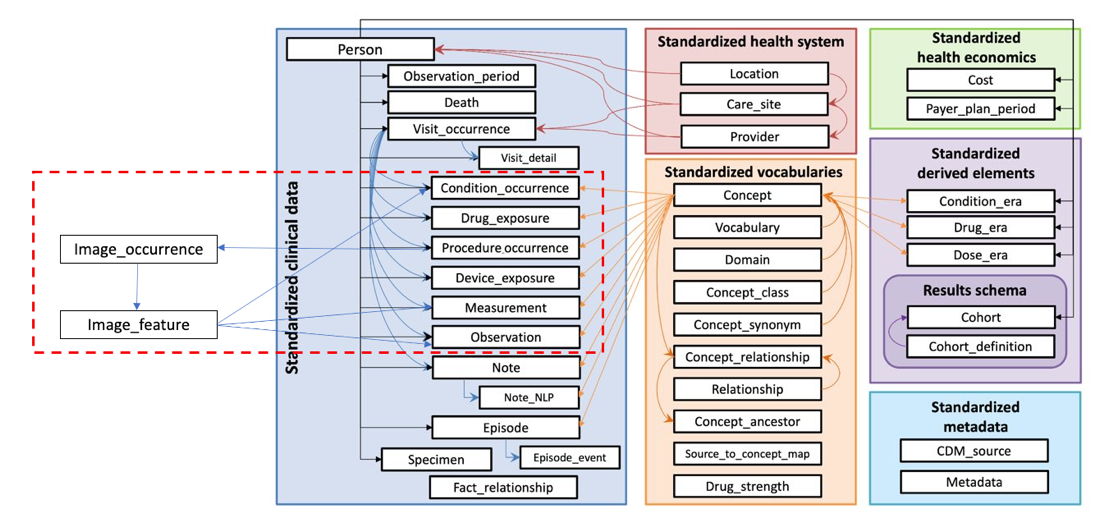 Person
Observation_period
Death
Visit_occurrence
Visit_detail
Condition_occurrence
Drug_exposure
Procedure_occurrence
Device_exposure
Measurement
Observation
Note
Note_NLP
Episode
Episode_event
Specimen
Fact_relationship
Standardized clinical data
Image_occurrence
Image_feature
Standardized health system
Location
Care_site
Provider
Standardized vocabularies
Concept
Vocabulary
Domain
Concept_class
Concept_synonym
Concept_relationship
Relationship
Concept_ancestor
Source_to_concept_map
Drug_strength
Standardized
health economics
Cost
Payer_plan_period
Standardized
derived elements
Condition_era
Drug_era
Dose_era
Results schema
Cohort
Cohort_definition
Standardized
metadata
CDM_source
Metadata